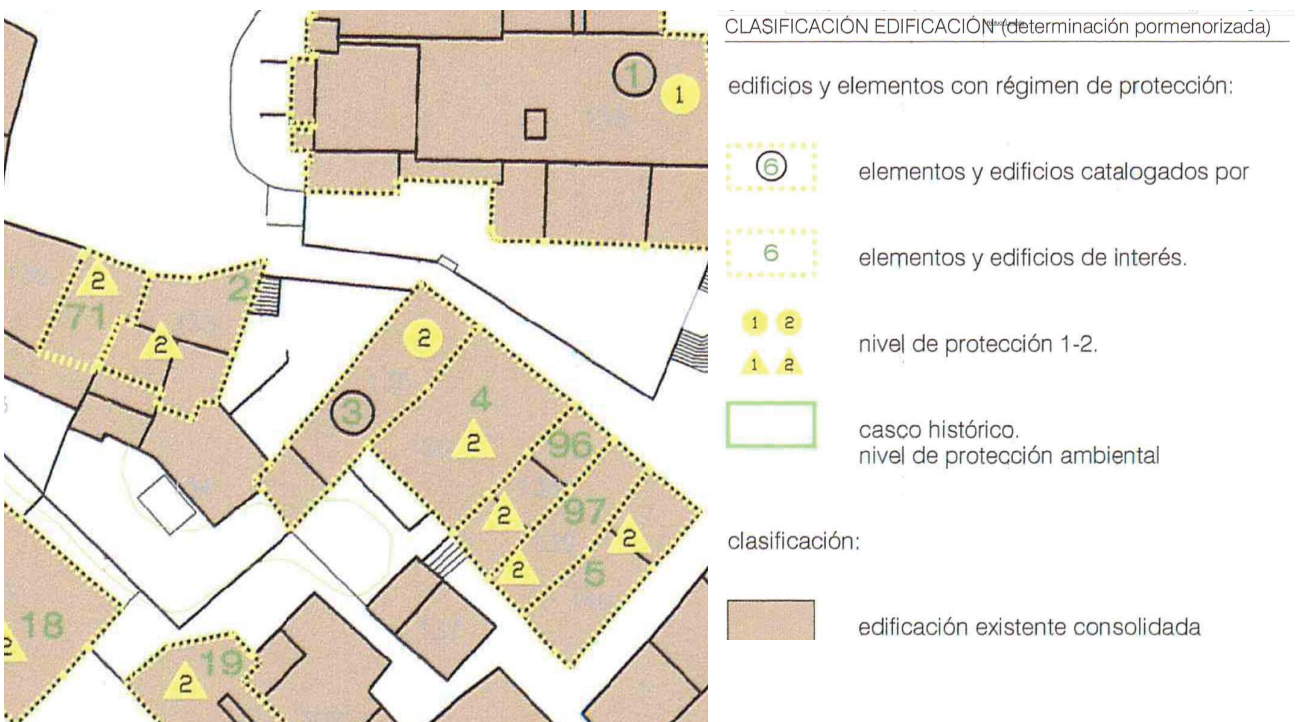 1
1
2
2
71
2
2
3
4
2
96
2
97
2
2
5
18
2
19
2
CLASIFICACIÓN EDIFICACIÓN (determinación pormenorizada)
edificios y elementos con régimen de protección:
6
elementos y edificios catalogados por
6
elementos y edificios de interés.
1 2
1 2
nivel de protección 1-2.
casco histórico.
nivel de protección ambiental
clasificación:
edificación existente consolidada